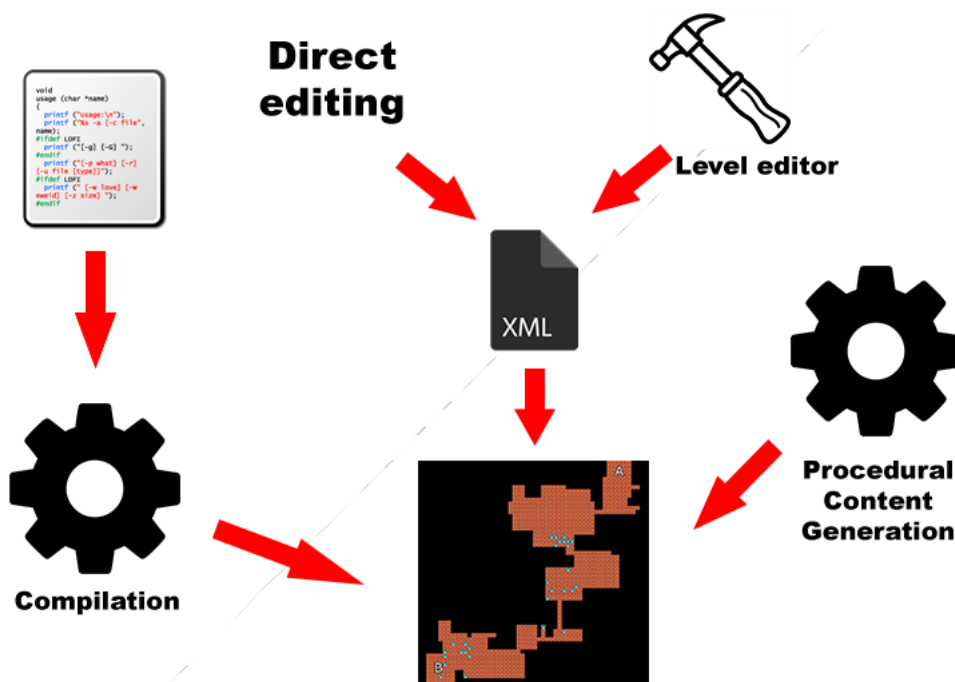 void
usage (char *name)
{
printf ("Usage:\n");
printf ("%s -a [-c file",
name);
#ifdef LOFI
printf ("[-g] [-G] ");
#endif
printf ("[-p what] [-r]
[-u file [type]]");
#ifdef LOFI
printf (" [-w love] [-W
eweid] [-z size] ");
#endif
Direct
editing
Level editor
XML
Procedural
Content
Generation
Compilation
A
B